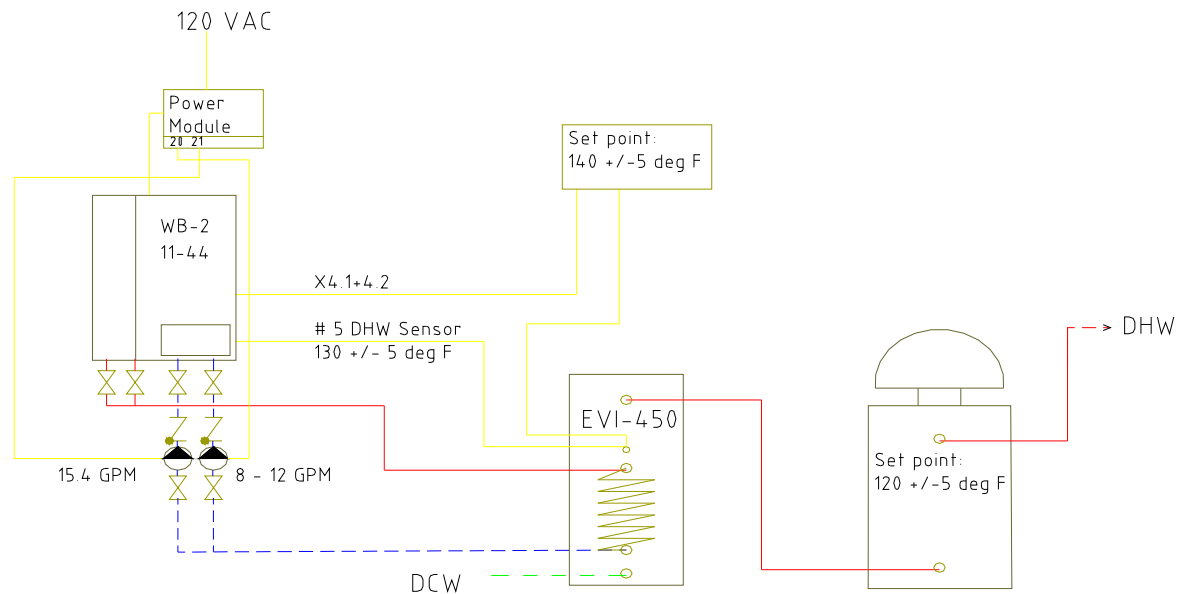 120 VAC
Power
Module
20 21
Set point:
140 +/-5 deg F
WB-2
11-44
X4.1+4.2
# 5 DHW Sensor
130 +/- 5 deg F
DHW
EVI-450
Set point:
120 +/-5 deg F
15.4 GPM
8 - 12 GPM
DCW